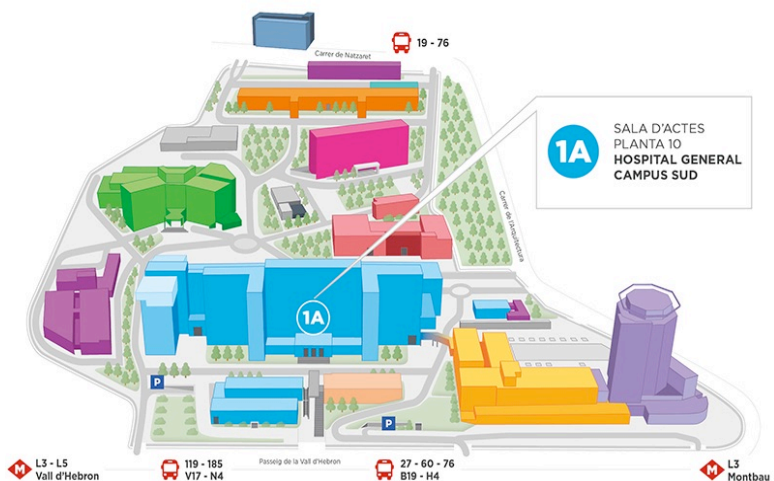 19 - 76
Carrer de Natzaret
1A
SALA D'ACTES
PLANTA 10
HOSPITAL GENERAL
CAMPUS SUD
Carrer de l'Arquitectura
1A
P
P
M
L3 - L5
Vall d'Hebron
119 - 185
V17 - N4
Passeig de la Vall d'Hebron
27 - 60 - 76
B19 - H4
M
L3
Montbau